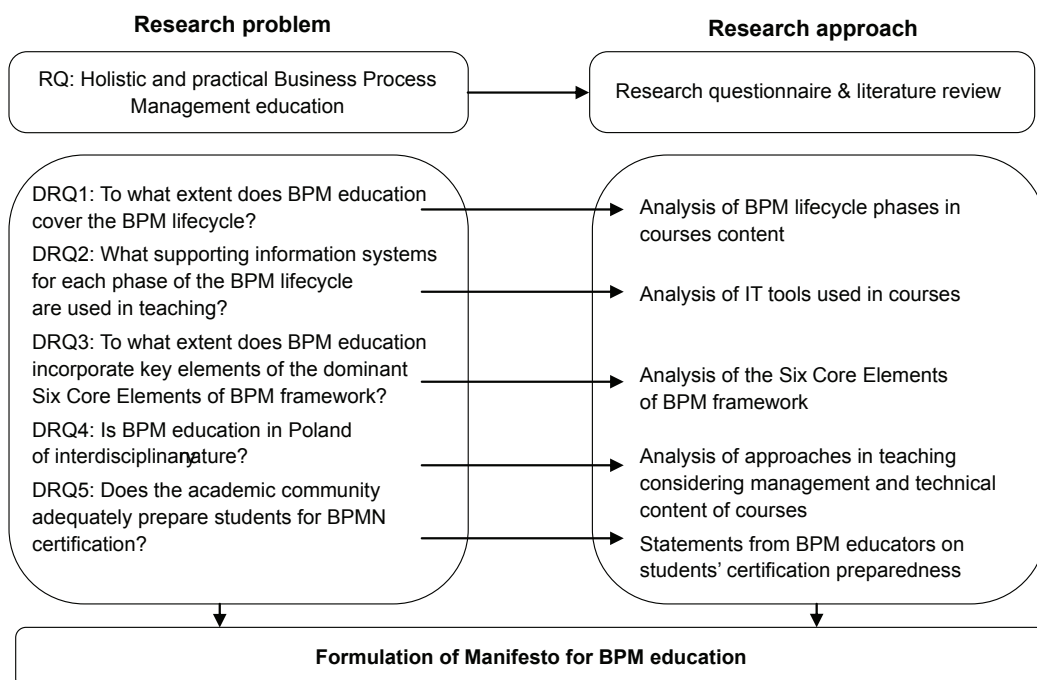 Research problem
Research approach
RQ: Holistic and practical Business Process
Management education
Research questionnaire & literature review
DRQ1: To what extent does BPM education
cover the BPM lifecycle?
DRQ2: What supporting information systems
for each phase of the BPM lifecycle
are used in teaching?
DRQ3: To what extent does BPM education
incorporate key elements of the dominant
Six Core Elements of BPM framework?
DRQ4: Is BPM education in Poland
of interdisciplinary nature?
DRQ5: Does the academic community
adequately prepare students for BPMN
certification?
Analysis of BPM lifecycle phases in
courses content
Analysis of IT tools used in courses
Analysis of the Six Core Elements
of BPM framework
Analysis of approaches in teaching
considering management and technical
content of courses
Statements from BPM educators on
students’ certification preparedness
Formulation of Manifesto for BPM education